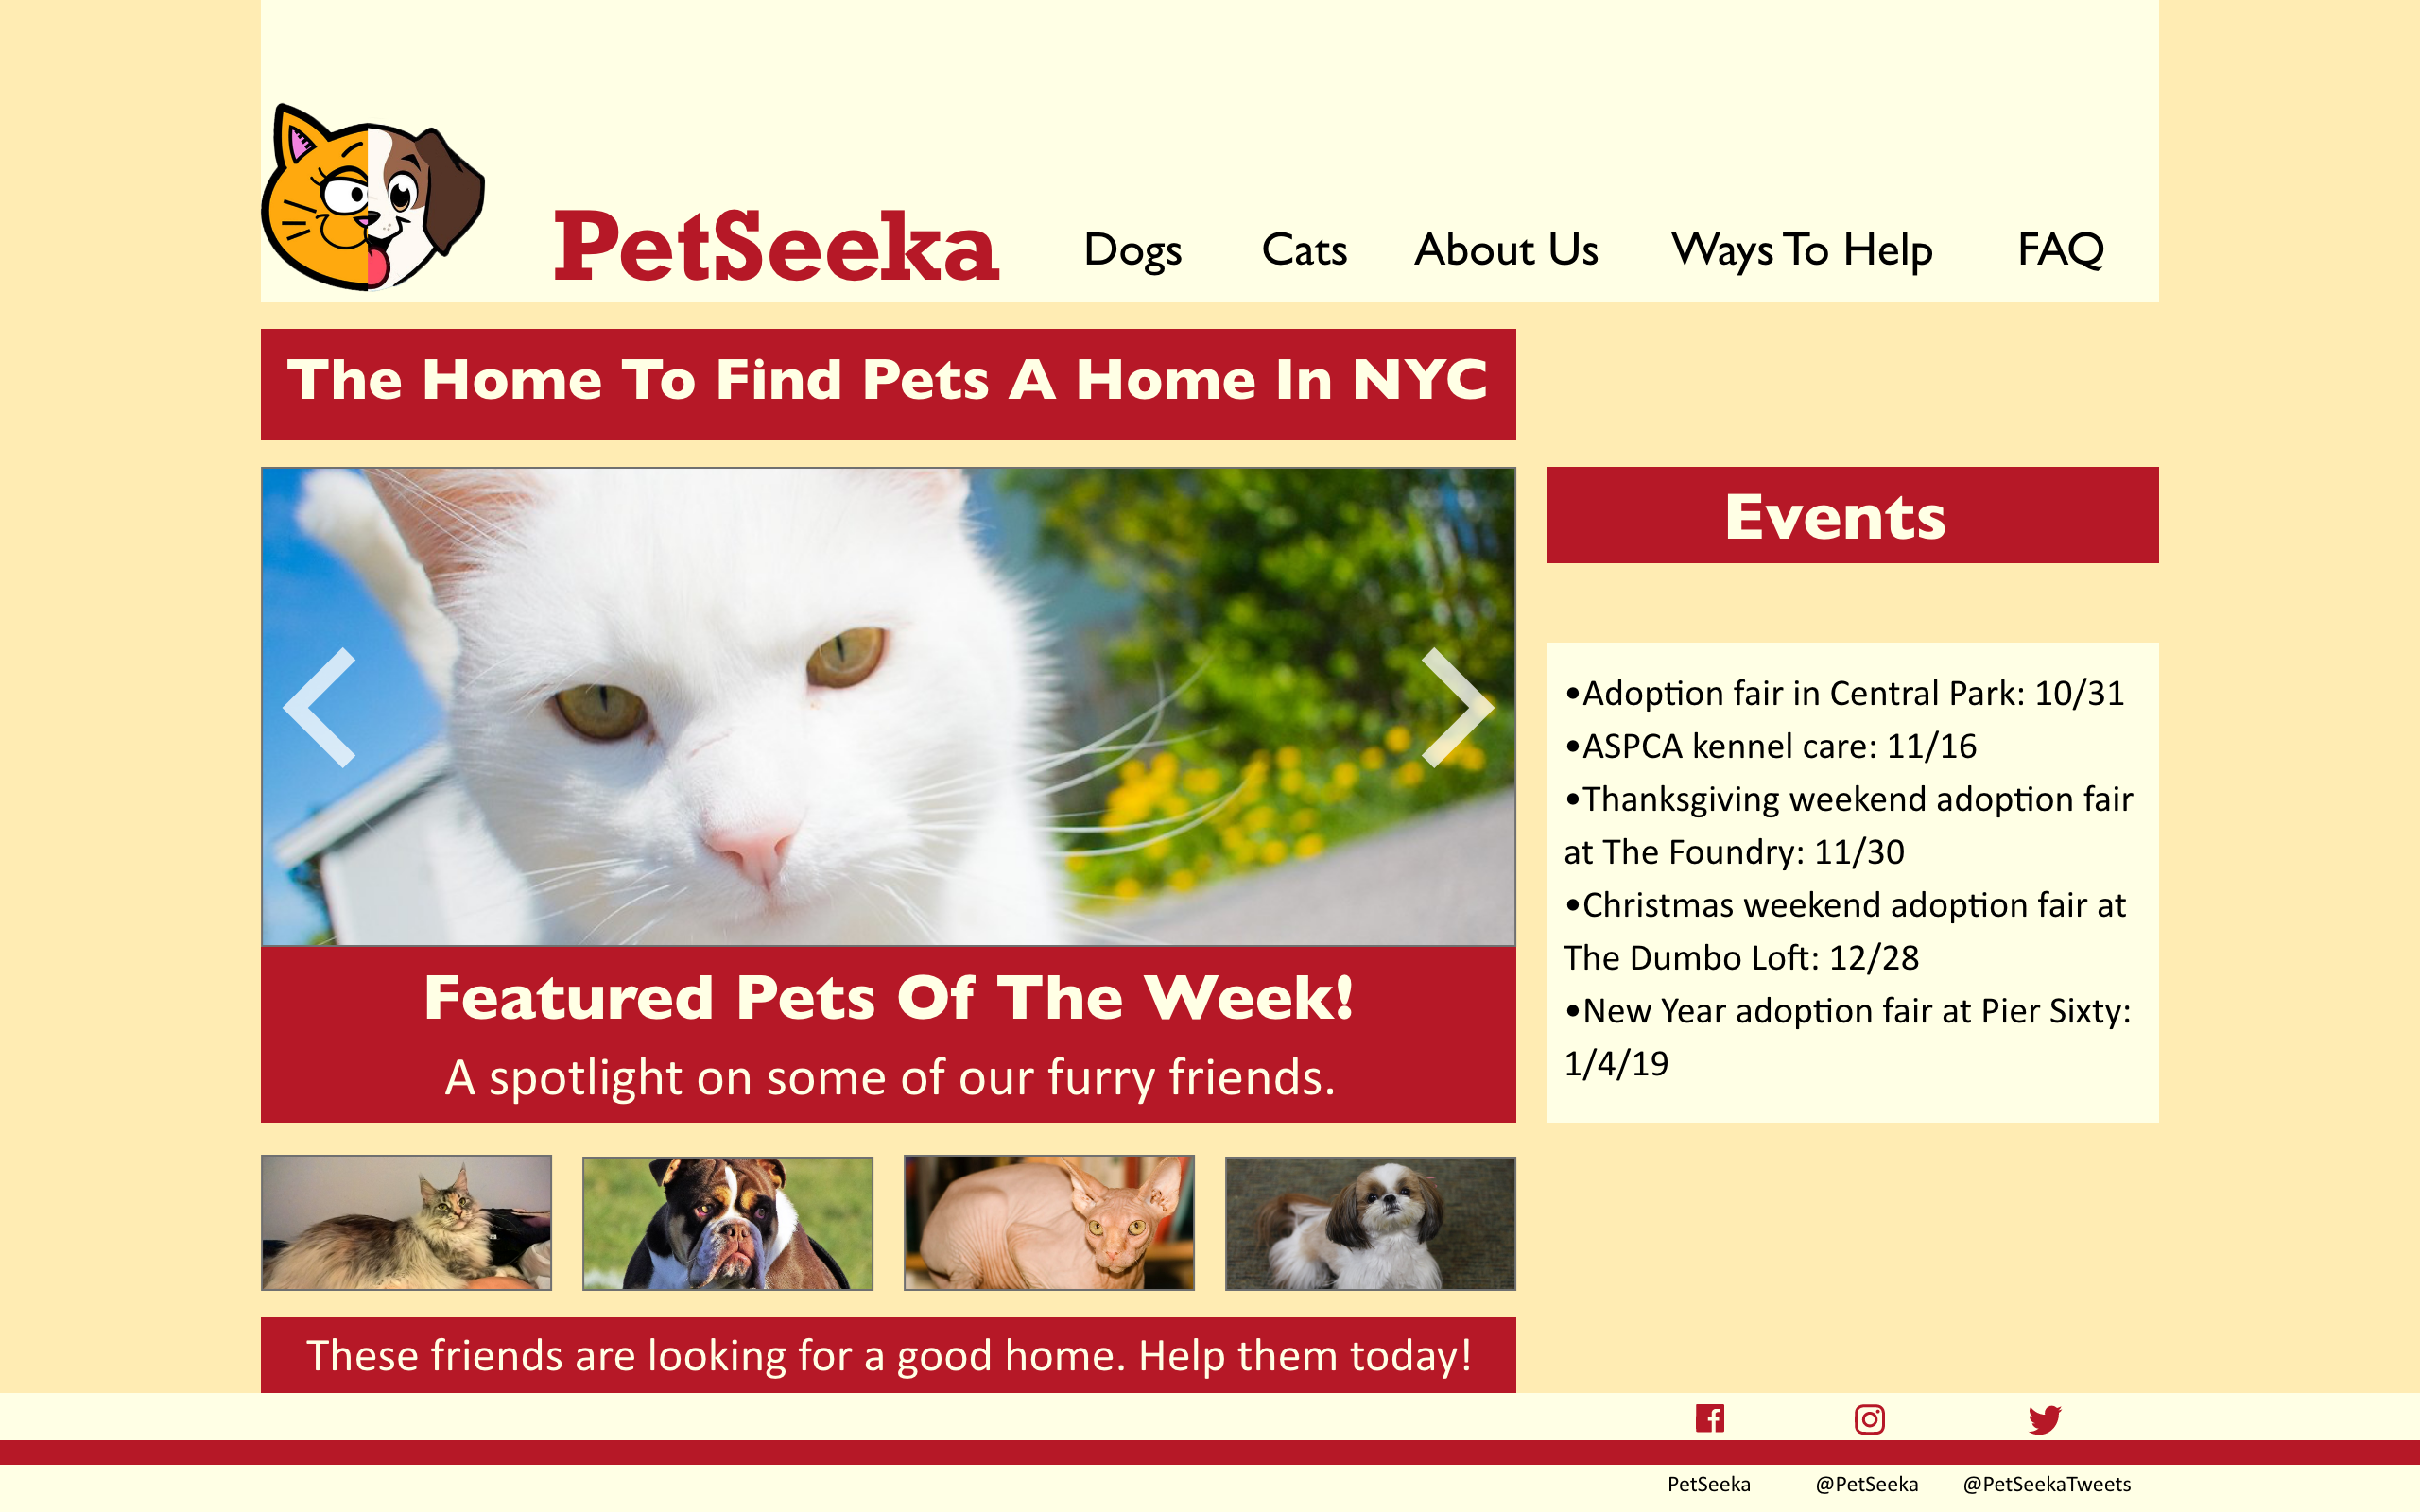 PetSeeka
Dogs
Cats
About Us
Ways To Help
FAQ
The Home To Find Pets A Home In NYC
Featured Pets Of The Week!
A spotlight on some of our furry friends.
These friends are looking for a good home. Help them today!
Events
•Adoption fair in Central Park: 10/31
•ASPCA kennel care: 11/16
•Thanksgiving weekend adoption fair
at The Foundry: 11/30
•Christmas weekend adoption fair at
The Dumbo Loft: 12/28
•New Year adoption fair at Pier Sixty:
1/4/19
PetSeeka
@PetSeeka
@PetSeekaTweets